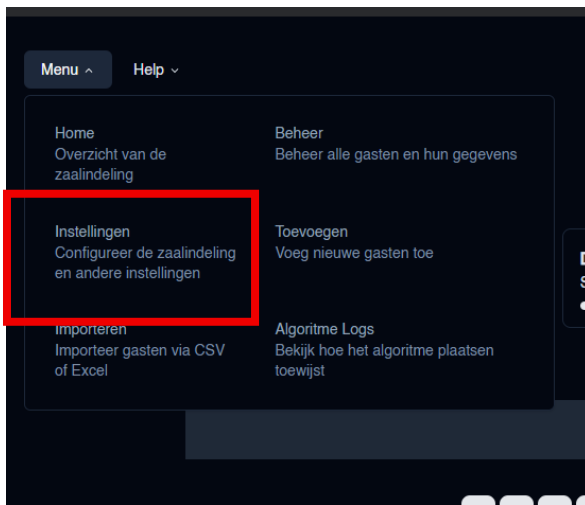 Menu
Help
Home
Overzicht van de
zaalindeling
Beheer
Beheer alle gasten en hun gegevens
Instellingen
Configureer de zaalindeling
en andere instellingen
Toevoegen
Voeg nieuwe gasten toe
Importeren
Importeer gasten via CSV
of Excel
Algoritme Logs
Bekijk hoe het algoritme plaatsen
toewijst